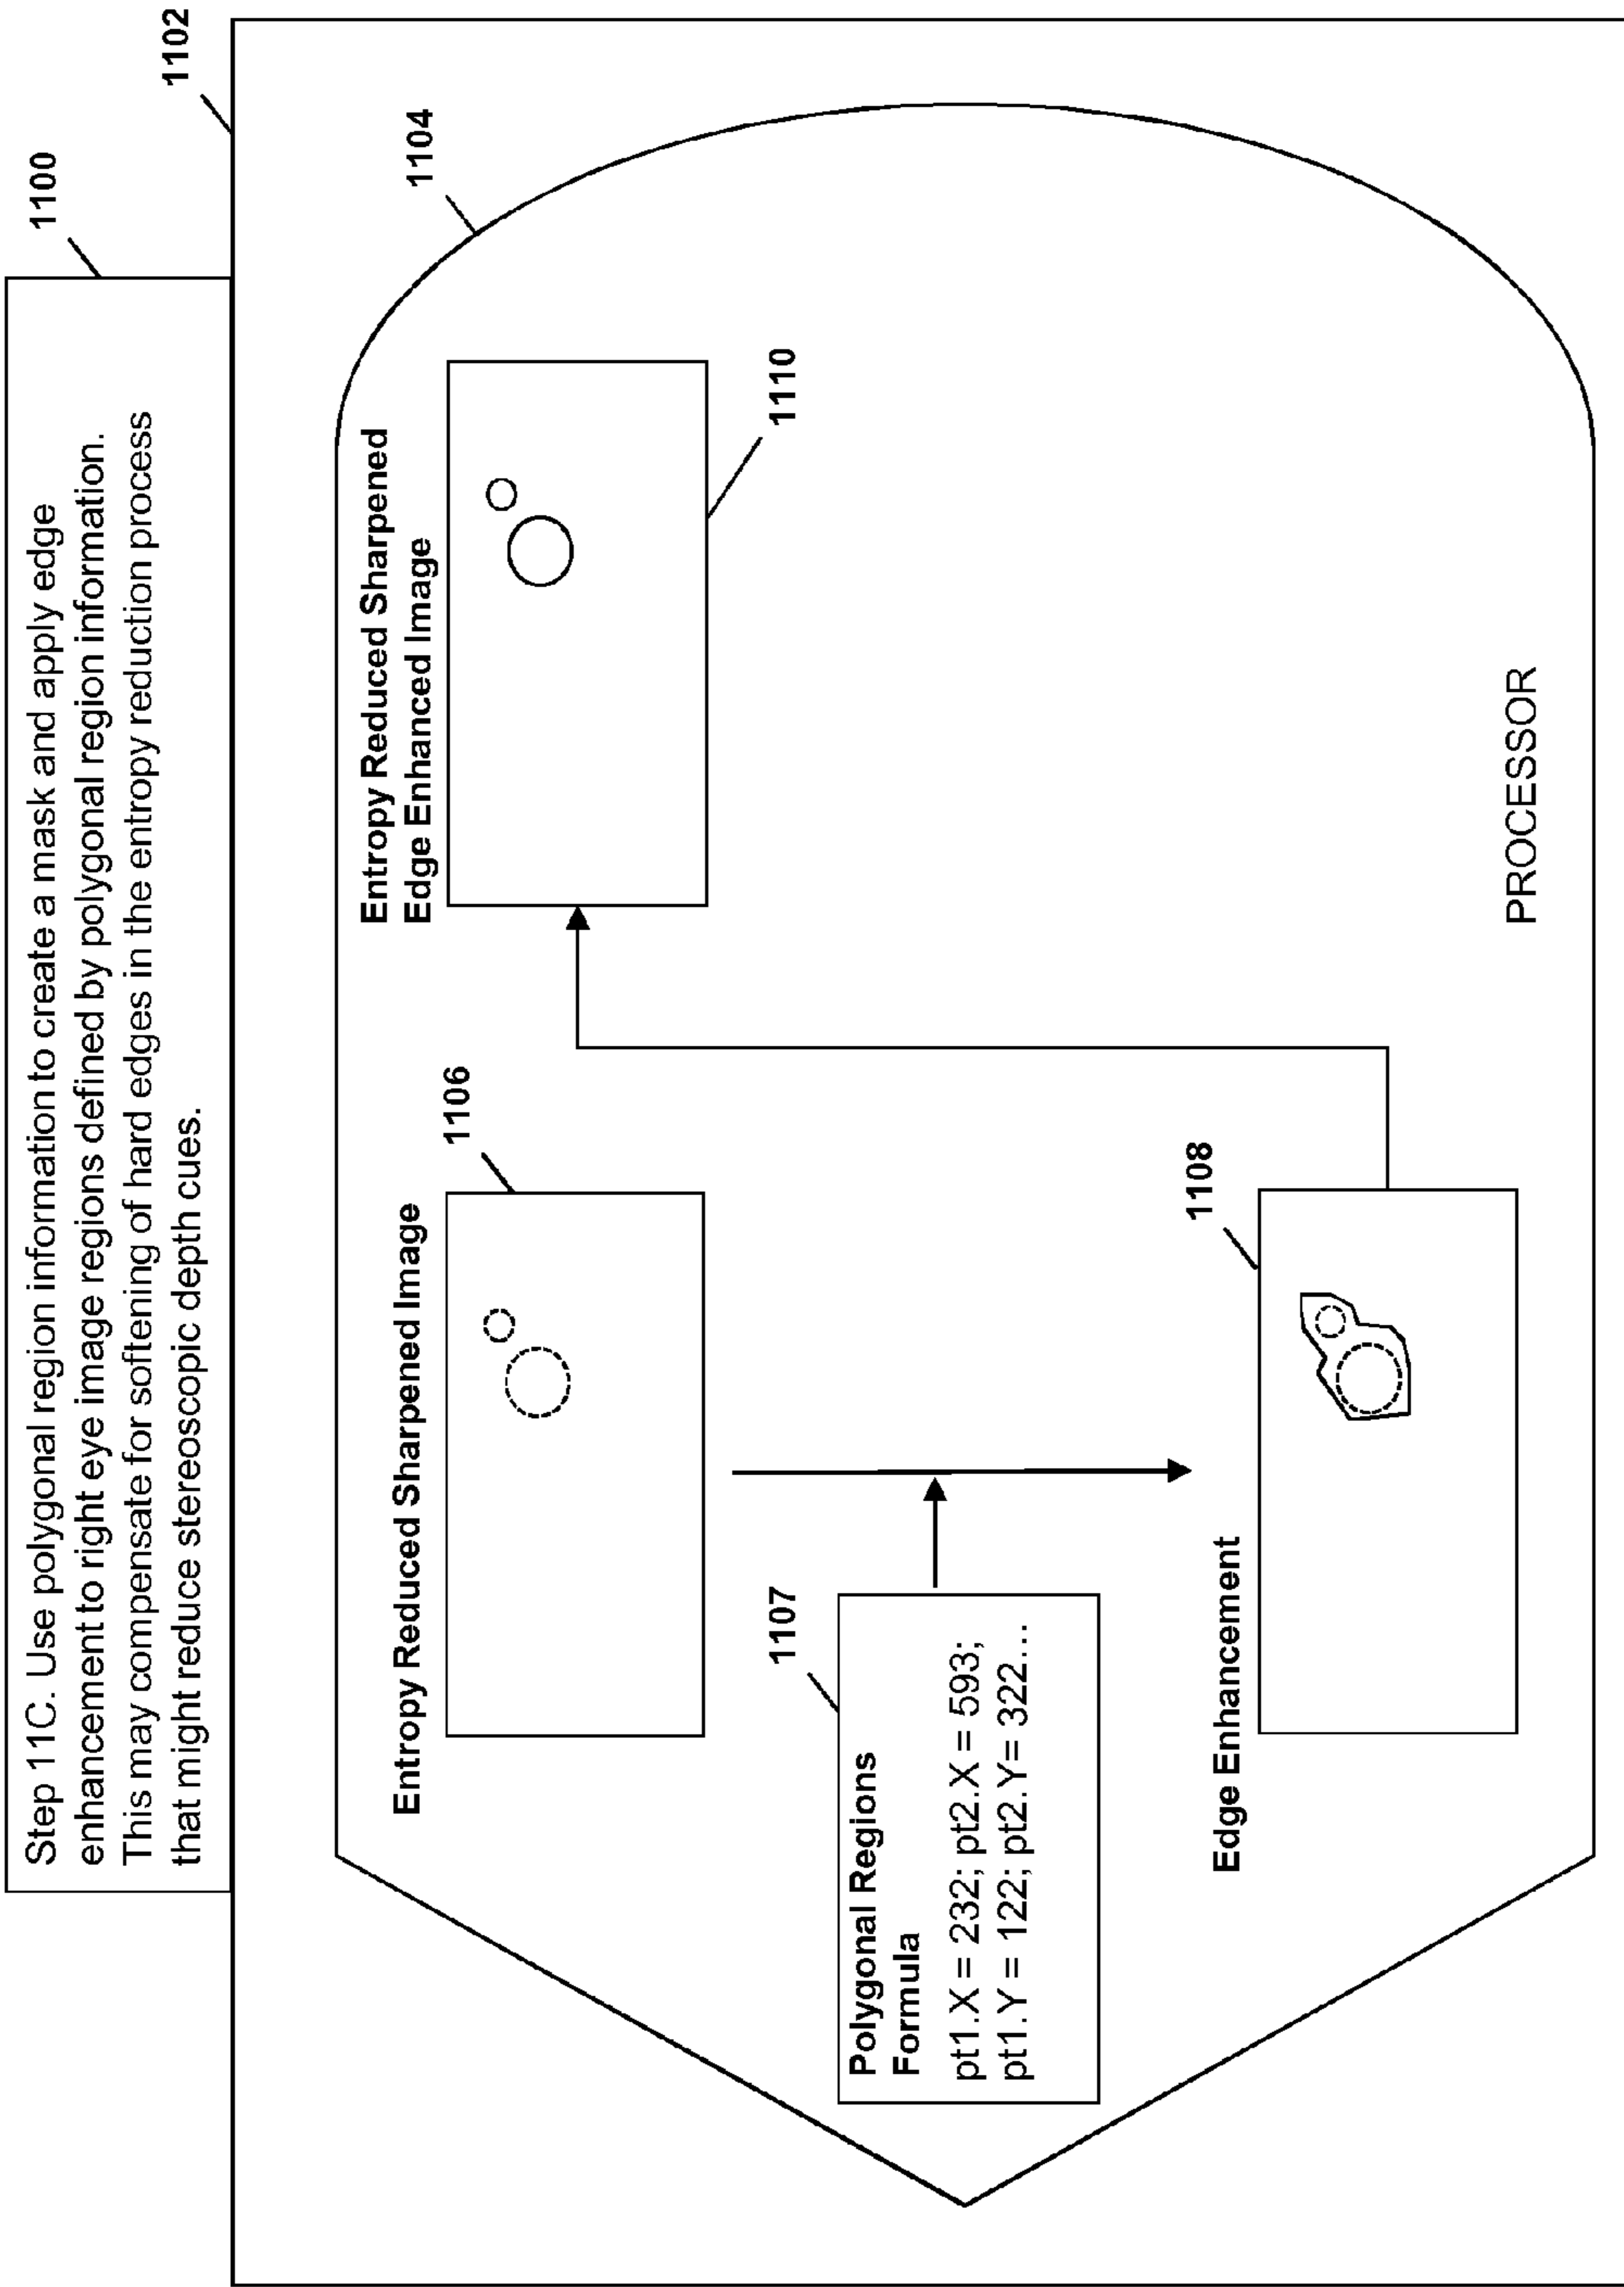 Step 11C. Use polygonal region information to create a mask and apply edge
enhancement to right eye image regions defined by polygonal region information.
This may compensate for softening of hard edges in the entropy reduction process
that might reduce stereoscopic depth cues.
1100
1102
1104
Entropy Reduced Sharpened Image
1106
Entropy Reduced Sharpened
Edge Enhanced Image
1110
1107
Polygonal Regions
Formula
pt1.X = 232; pt2.X = 593;
pt1.Y = 122; pt2.Y= 322...
Edge Enhancement
1108
PROCESSOR